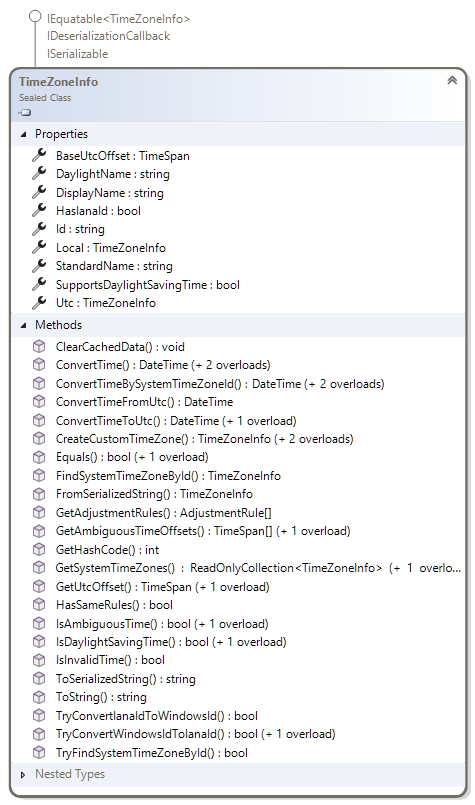 IEquatable<TimeZoneInfo>
IDeserializationCallback
ISerializable
TimeZoneInfo
Sealed Class
Properties
BaseUtcOffset : TimeSpan
DaylightName : string
DisplayName : string
HasIanaId : bool
Id : string
Local : TimeZoneInfo
StandardName : string
SupportsDaylightSavingTime : bool
Utc : TimeZoneInfo
Methods
ClearCachedData() : void
ConvertTime() : DateTime (+ 2 overloads)
ConvertTimeBySystemTimeZoneId() : DateTime (+ 2 overloads)
ConvertTimeFromUtc() : DateTime
ConvertTimeToUtc() : DateTime (+ 1 overload)
CreateCustomTimeZone() : TimeZoneInfo (+ 2 overloads)
Equals() : bool (+ 1 overload)
FindSystemTimeZoneById() : TimeZoneInfo
FromSerializedString() : TimeZoneInfo
GetAdjustmentRules() : AdjustmentRule[]
GetAmbiguousTimeOffsets() : TimeSpan[] (+ 1 overload)
GetHashCode() : int
GetSystemTimeZones() : ReadOnlyCollection<TimeZoneInfo> (+ 1 overlo...
GetUtcOffset() : TimeSpan (+ 1 overload)
HasSameRules() : bool
IsAmbiguousTime() : bool (+ 1 overload)
IsDaylightSavingTime() : bool (+ 1 overload)
IsInvalidTime() : bool
ToSerializedString() : string
ToString() : string
TryConvertIanaIdToWindowsId() : bool
TryConvertWindowsIdToIanaId() : bool (+ 1 overload)
TryFindSystemTimeZoneById() : bool
Nested Types